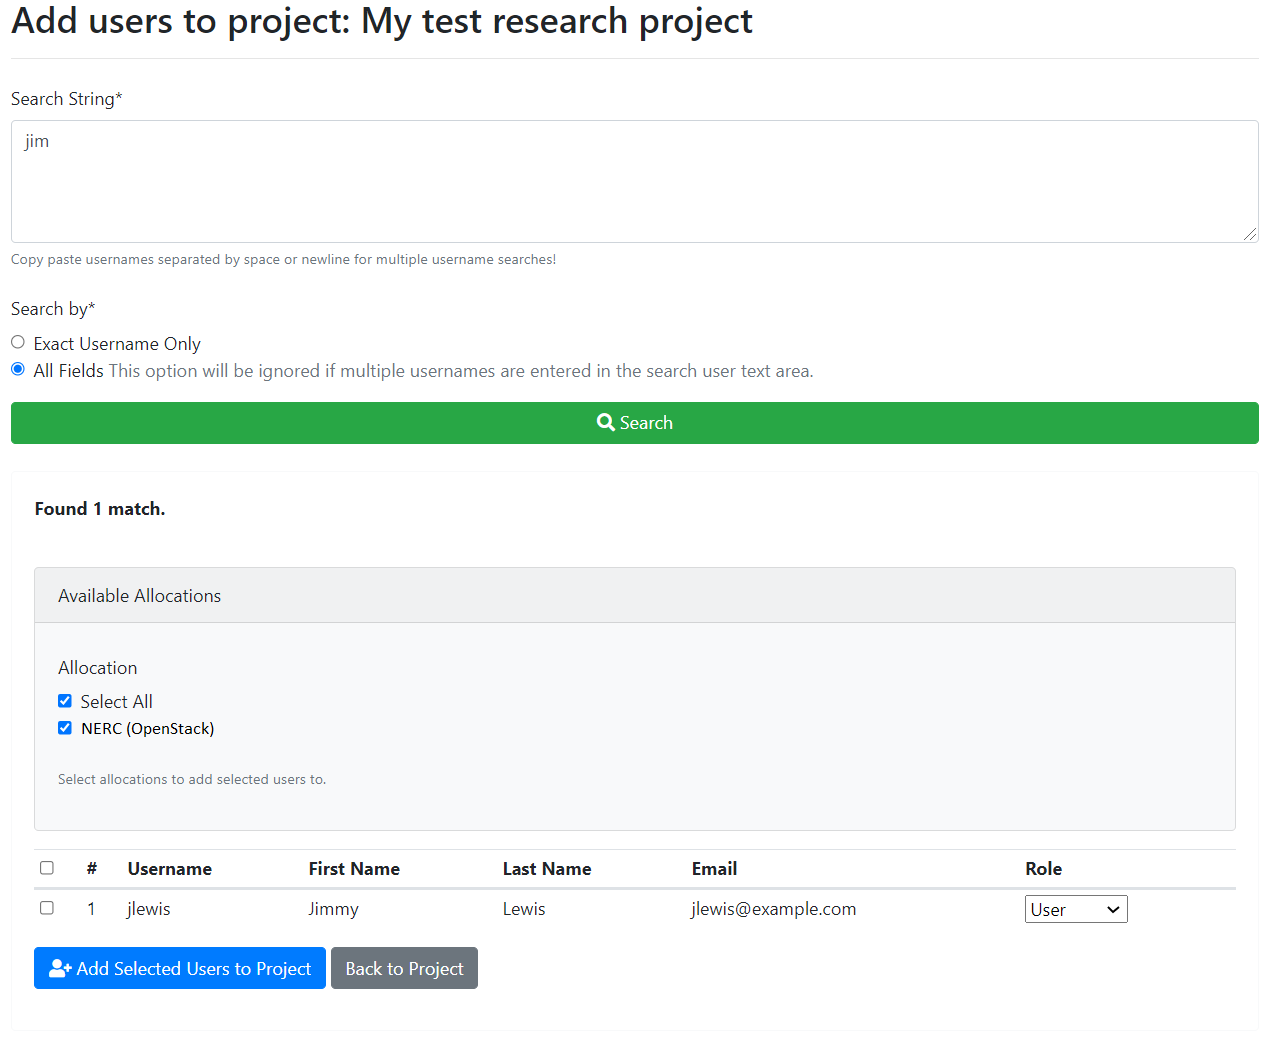 Add users to project: My test research project
Search String*
jim
Copy paste usernames separated by space or newline for multiple username searches!
Search by*
Exact Username Only
All Fields This option will be ignored if multiple usernames are entered in the search user text area.
Search
Found 1 match.
Available Allocations
Allocation
Select All
NERC (OpenStack)
Select allocations to add selected users to.
# Username First Name Last Name Email Role
1 jlewis Jimmy Lewis jlewis@example.com User
Add Selected Users to Project Back to Project